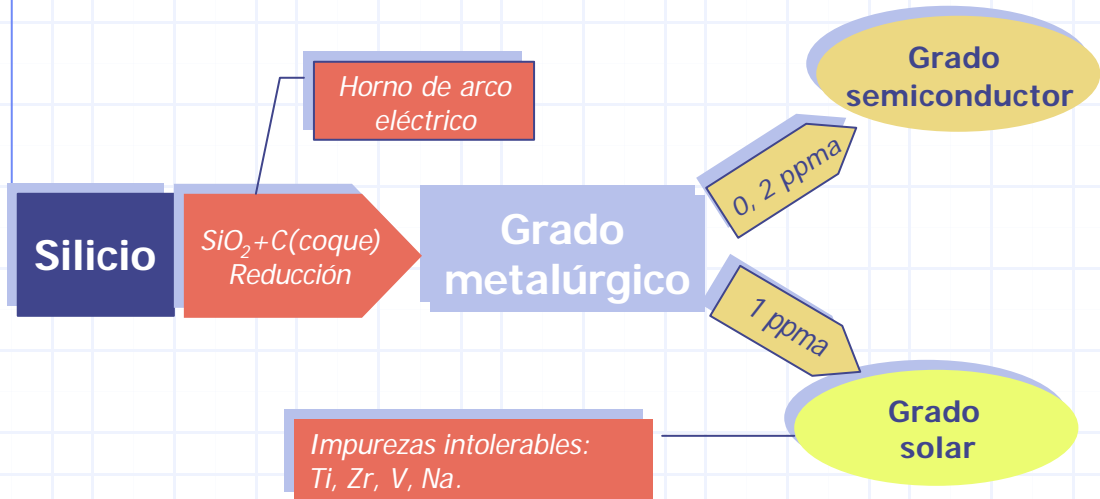 Horno de arco
eléctrico
Grado
semiconductor
0, 2 ppma
Silicio
SiO₂+C(coque)
Reducción
Grado
metalúrgico
1 ppma
Grado
solar
Impurezas intolerables:
Ti, Zr, V, Na.